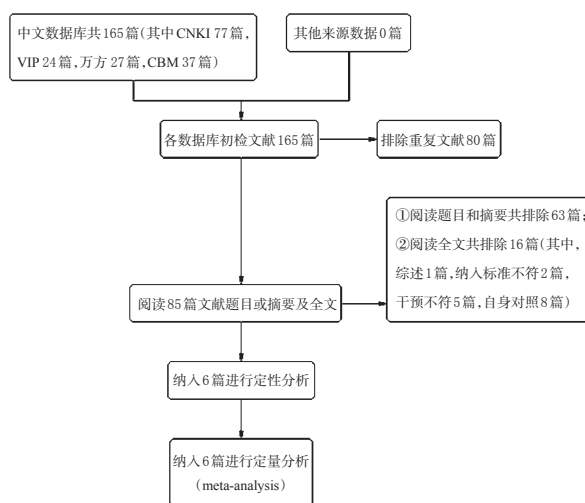 中文数据库共165篇(其中CNKI 77篇,
VIP 24篇,万方27篇,CBM 37篇)
其他来源数据0篇
各数据库初检文献165篇
排除重复文献80篇
①阅读题目和摘要共排除63篇;
②阅读全文共排除16篇(其中,
综述1篇,纳入标准不符2篇,
干预不符5篇,自身对照8篇)
阅读85篇文献题目或摘要及全文
纳入6篇进行定性分析
纳入6篇进行定量分析
(meta-analysis)